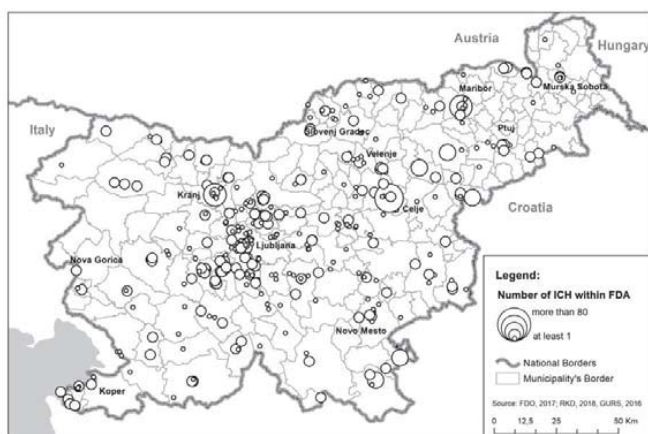 Austria
Hungary
Maribor
Murska Sobota
Italy
Slovenj Gradec
Ptuj
Velenje
Kranj
Celje
Croatia
Ljubljana
Nova Gorica
Novo Mesto
Koper
Legend:
Number of ICH within FDA
more than 80
at least 1
National Borders
Municipality's Border
Source: FDO, 2017; RKD, 2018, GURS, 2016
0 12,5 25 50 Km